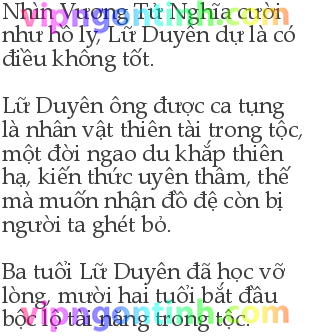 Nhìn Vương Tử Nghĩa cười
như hồ ly, Lữ Duyên dự là có
điều không tốt.
Lữ Duyên ông được ca tụng
là nhân vật thiên tài trong tộc,
một đời ngao du khắp thiên
hạ, kiến thức uyên thâm, thế
mà muốn nhận đồ đệ còn bị
người ta ghét bỏ.
Ba tuổi Lữ Duyên đã học vỡ
lòng, mười hai tuổi bắt đầu
bộc lộ tài năng trong tộc.
vipngontinh.com
vipngontinh.com